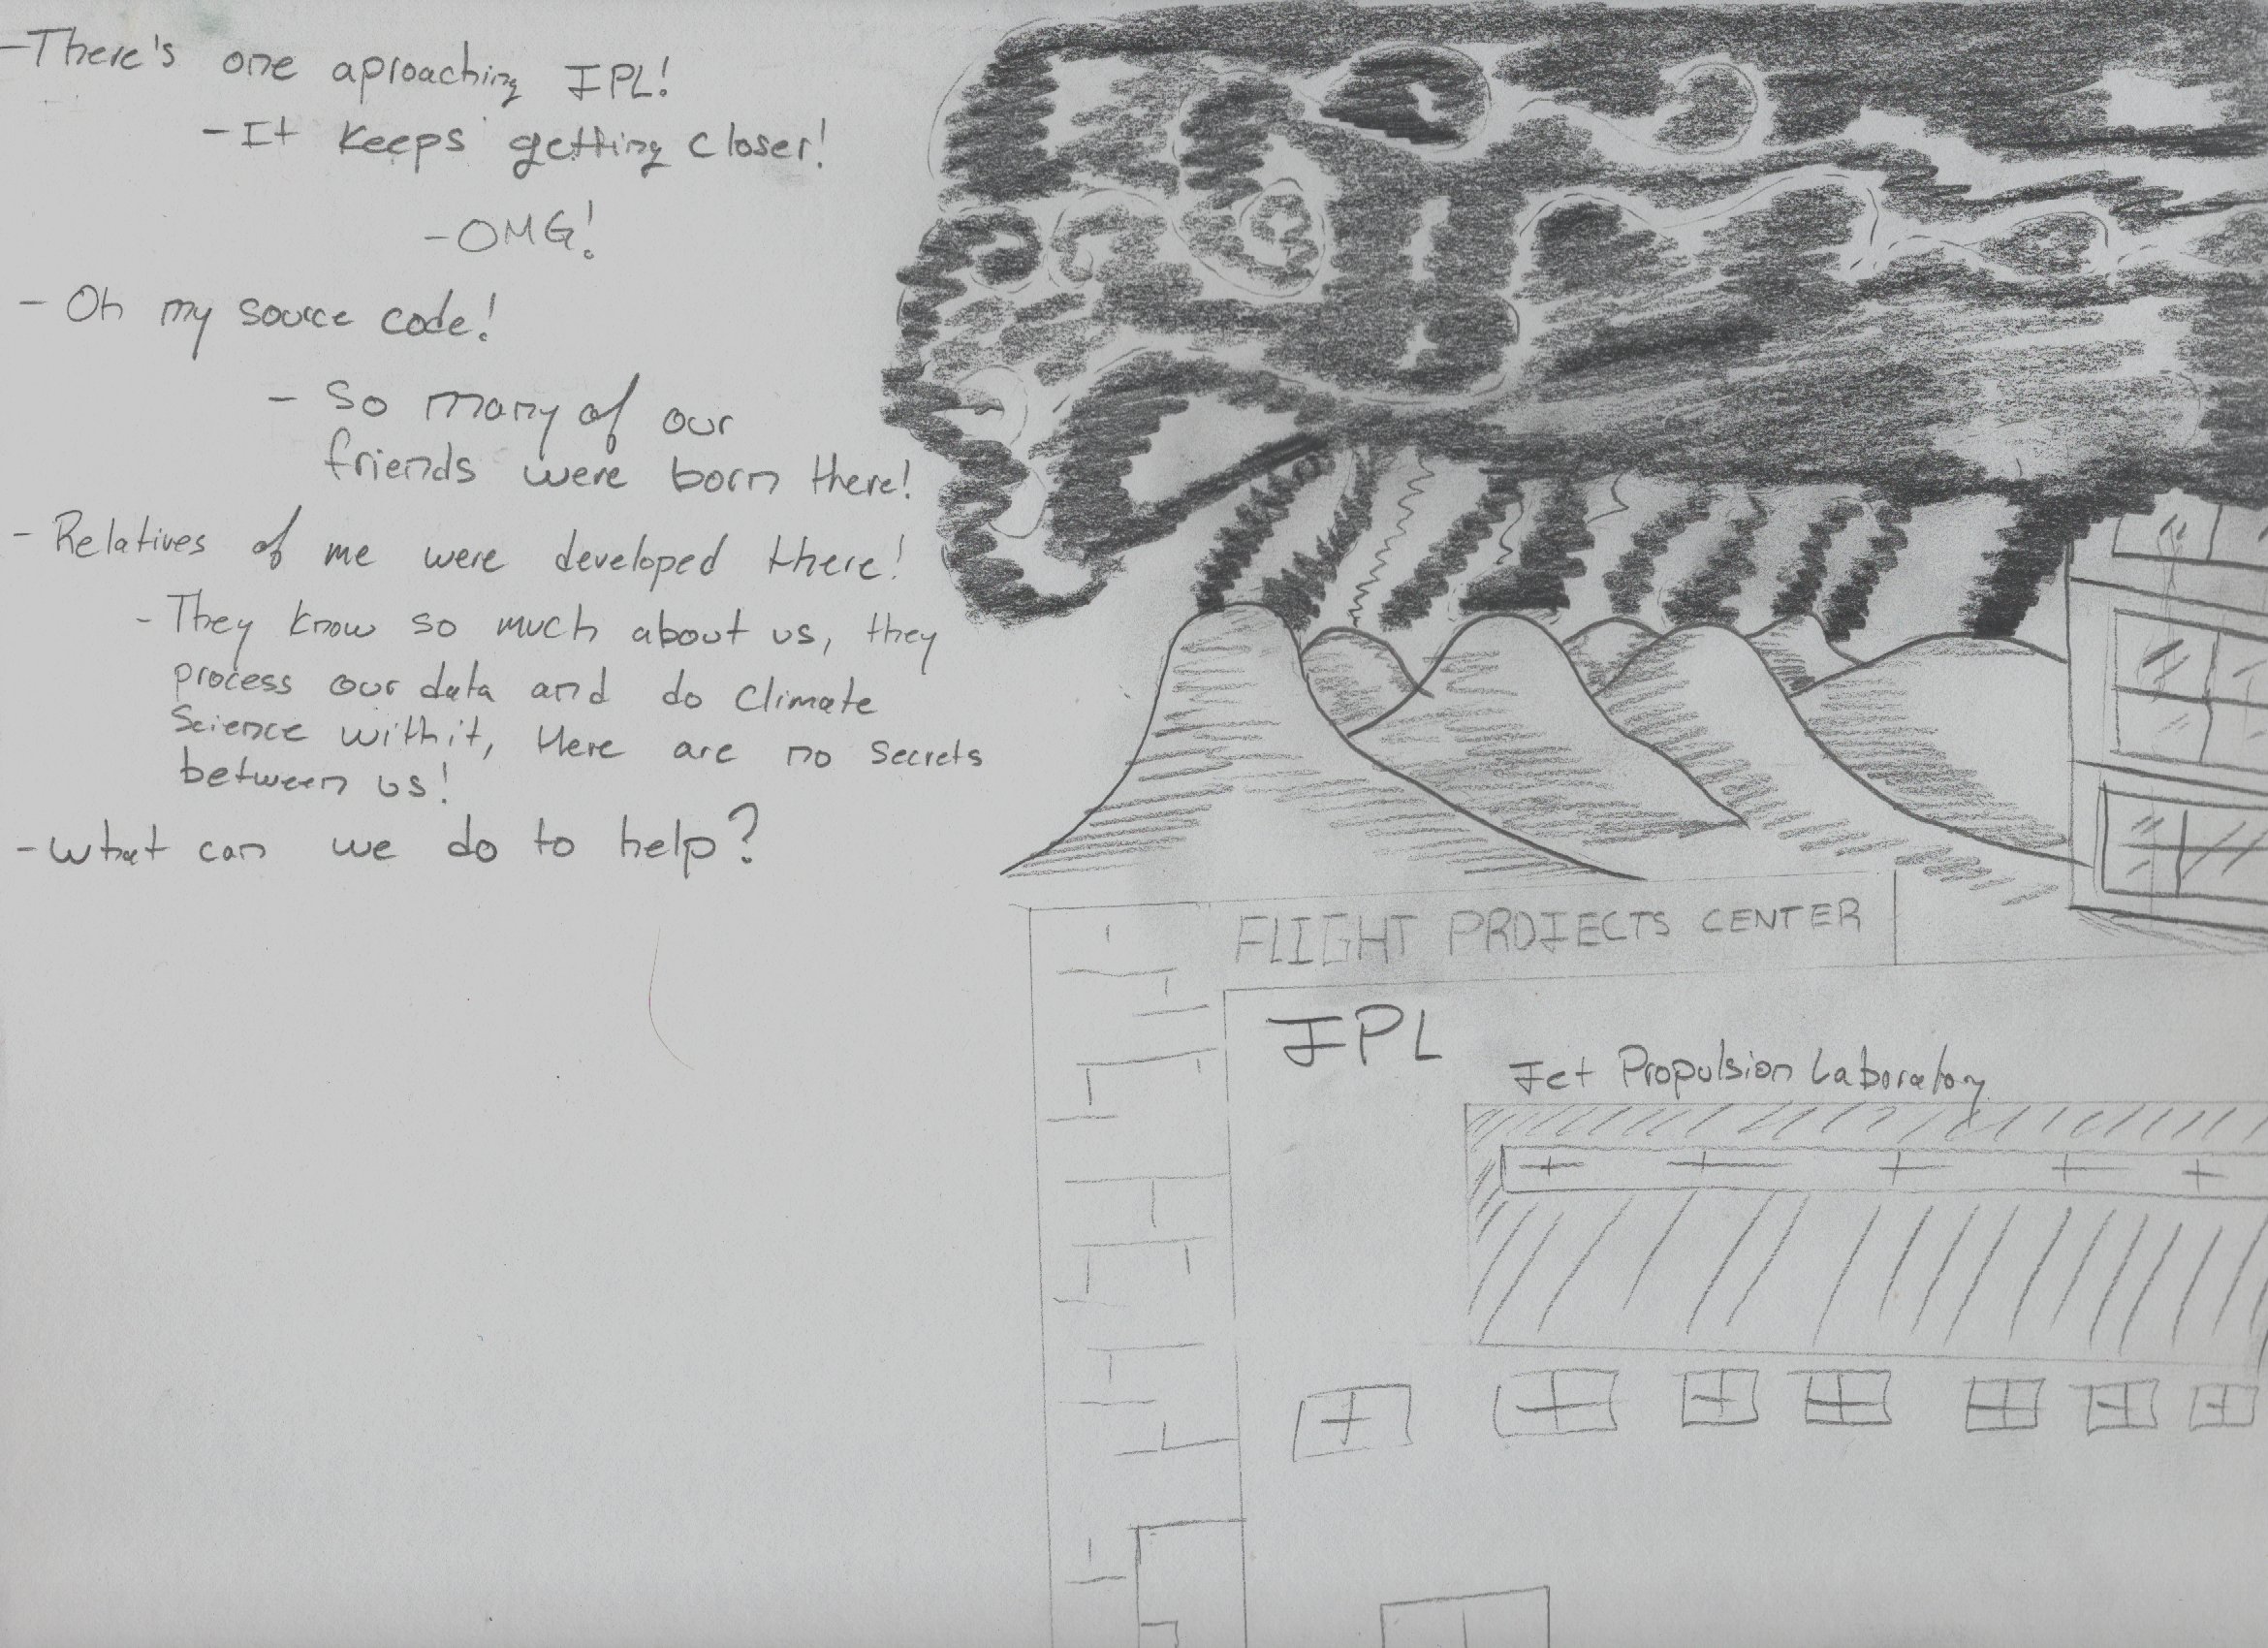 -There's one aproaching JPL!
-It keeps getting closer!
-OMG!
- Oh my source code!
- So many of our
friends were born there!
- Relatives of me were developed there!
- They know so much about us, they
process our data and do Climate
Science withit, there are no secrets
between us!
- What can we do to help?
FLIGHT PROJECTS CENTER
JPL
Jet Propulsion Laboratory